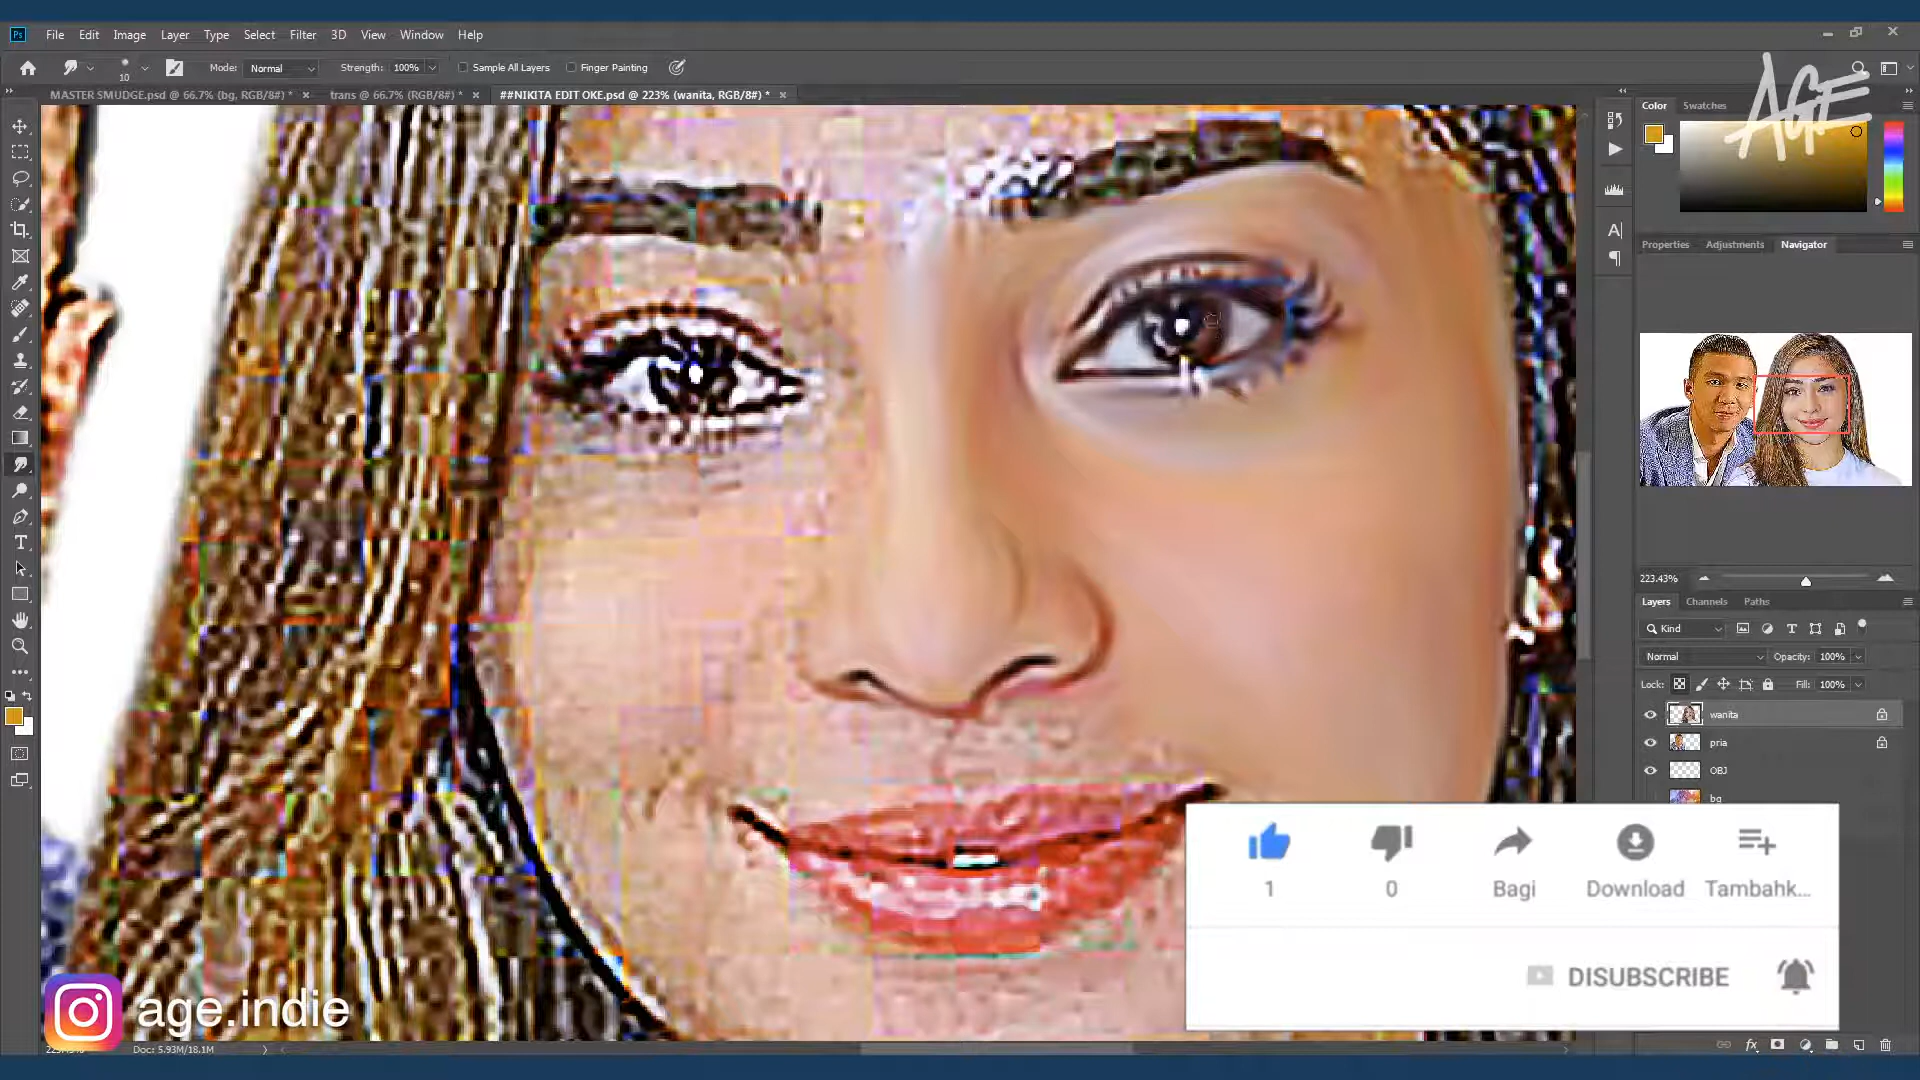 Ps File Edit Image Layer Type Select Filter 3D View Window Help
10 Mode: Normal Strength: 100% Sample All Layers Finger Painting
AGE
MASTER SMUDGE.psd @ 66.7% (bg, RGB/8#) * × trans @ 66.7% (RGB/8#) * × ##NIKITA EDIT OKE.psd @ 223% (wanita, RGB/8#) * ×
Color Swatches
Properties Adjustments Navigator
223.43%
Layers Channels Paths
Kind
Normal Opacity: 100%
Lock: Fill: 100%
wanita
pria
OBJ
bg
1 0 Bagi Download Tambahk...
DISUBSCRIBE
age.indie
Doc: 5.93M/18.1M